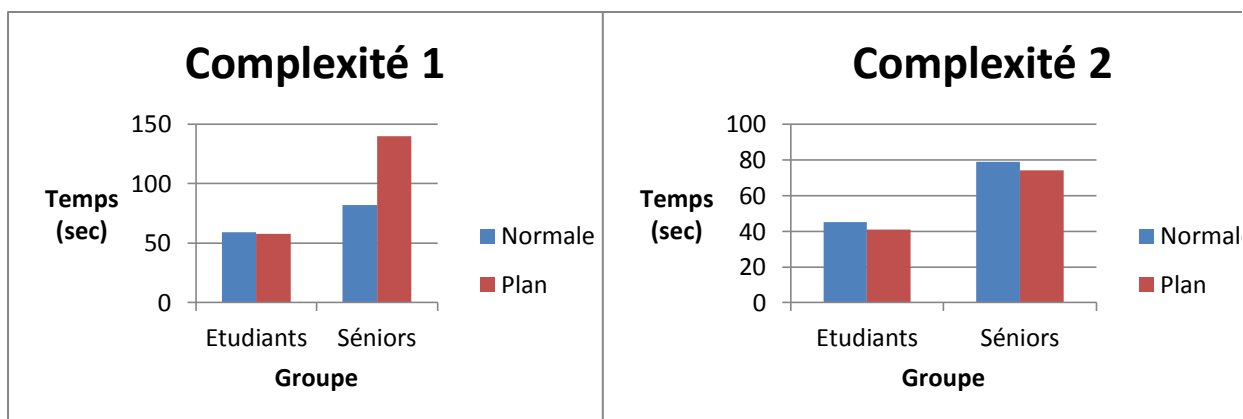 Complexité 1
150
100
50
0
Temps
(sec)
Etudiants Séniors
Groupe
Normale
Plan
Complexité 2
100
80
60
40
20
0
Temps
(sec)
Etudiants Séniors
Groupe
Normal
Plan